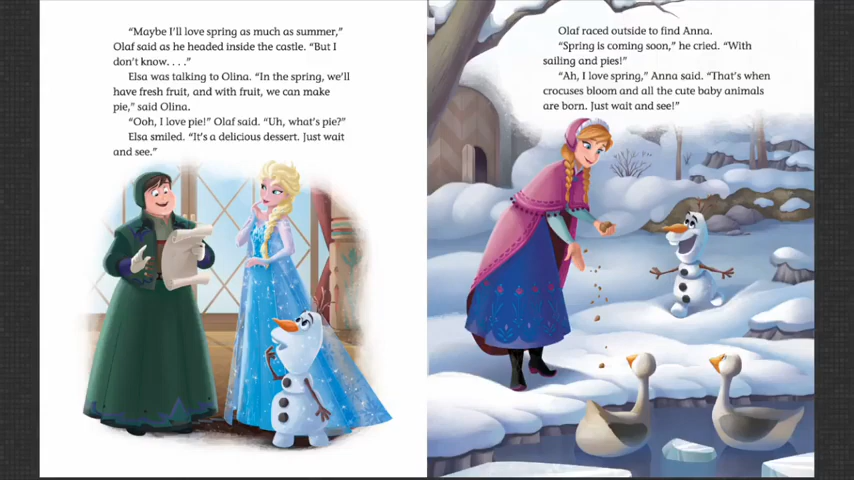 “Maybe I’ll love spring as much as summer,”
Olaf said as he headed inside the castle. “But I
don’t know. . . .”
Elsa was talking to Olina. “In the spring, we’ll
have fresh fruit, and with fruit, we can make
pie,” said Olina.
“Ooh, I love pie!” Olaf said. “Uh, what’s pie?”
Elsa smiled. “It’s a delicious dessert. Just wait
and see.”
Olaf raced outside to find Anna.
“Spring is coming soon,” he cried. “With
sailing and pies!”
“Ah, I love spring,” Anna said. “That’s when
crocuses bloom and all the cute baby animals
are born. Just wait and see!”